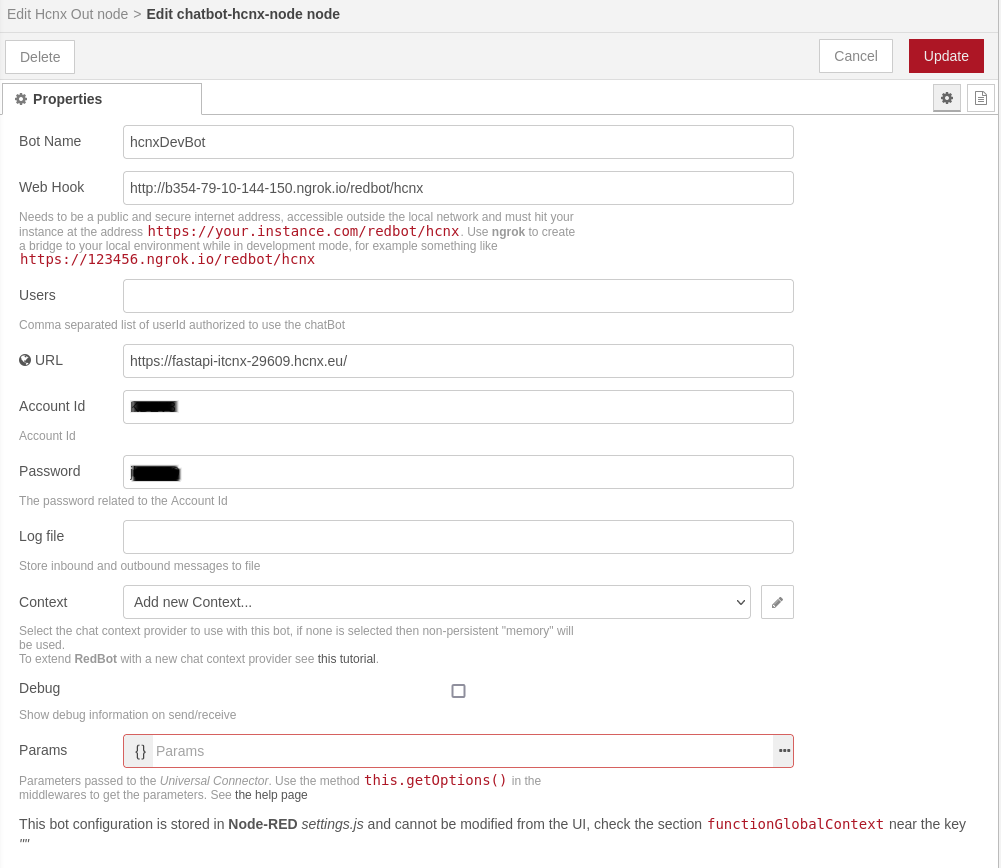 Edit Hcnx Out node > Edit chatbot-hcnx-node node
Delete
Cancel
Update
Properties
Bot Name
hcnxDevBot
Web Hook
http://b354-79-10-144-150.ngrok.io/redbot/hcnx
Needs to be a public and secure internet address, accessible outside the local network and must hit your
instance at the address https://your.instance.com/redbot/hcnx. Use ngrok to create
a bridge to your local environment while in development mode, for example something like
https://123456.ngrok.io/redbot/hcnx
Users
Comma separated list of userId authorized to use the chatBot
URL
https://fastapi-itcnx-29609.hcnx.eu/
Account Id
Account Id
Password
The password related to the Account Id
Log file
Store inbound and outbound messages to file
Context
Add new Context...
Select the chat context provider to use with this bot, if none is selected then non-persistent "memory" will
be used.
To extend RedBot with a new chat context provider see this tutorial.
Debug
Show debug information on send/receive
Params
{} Params
Parameters passed to the Universal Connector. Use the method this.getOptions() in the
middlewares to get the parameters. See the help page
This bot configuration is stored in Node-RED settings.js and cannot be modified from the UI, check the section functionGlobalContext near the key
""